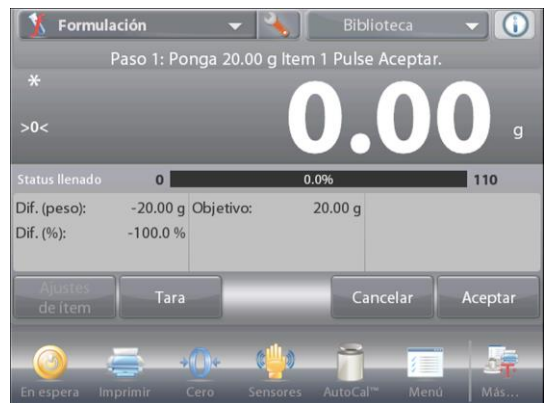 Formulación Biblioteca
Paso 1: Ponga 20.00 g Item 1 Pulse Aceptar.
*
>0< 0.00 g
Status llenado 0 0.0% 110
Dif. (peso): -20.00 g Objetivo: 20.00 g
Dif. (%): -100.0 %
Ajustes de ítem Tara Cancelar Aceptar
En espera Imprimir Cero Sensores AutoCal™ Menú Más...